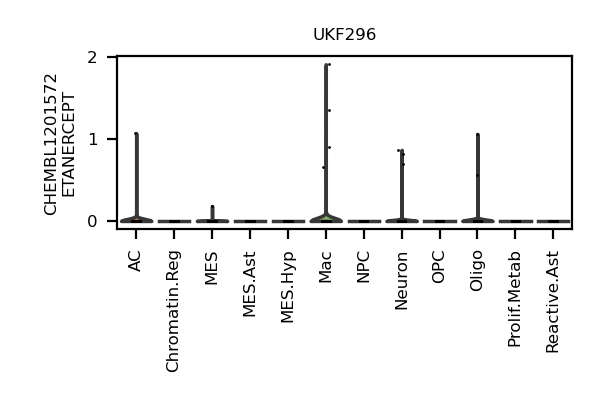 UKF296
CHEMBL1201572
ETANERCEPT
2
1
0
AC
Chromatin.Reg
MES
MES.Ast
MES.Hyp
Mac
NPC
Neuron
OPC
Oligo
Prolif.Metab
Reactive.Ast